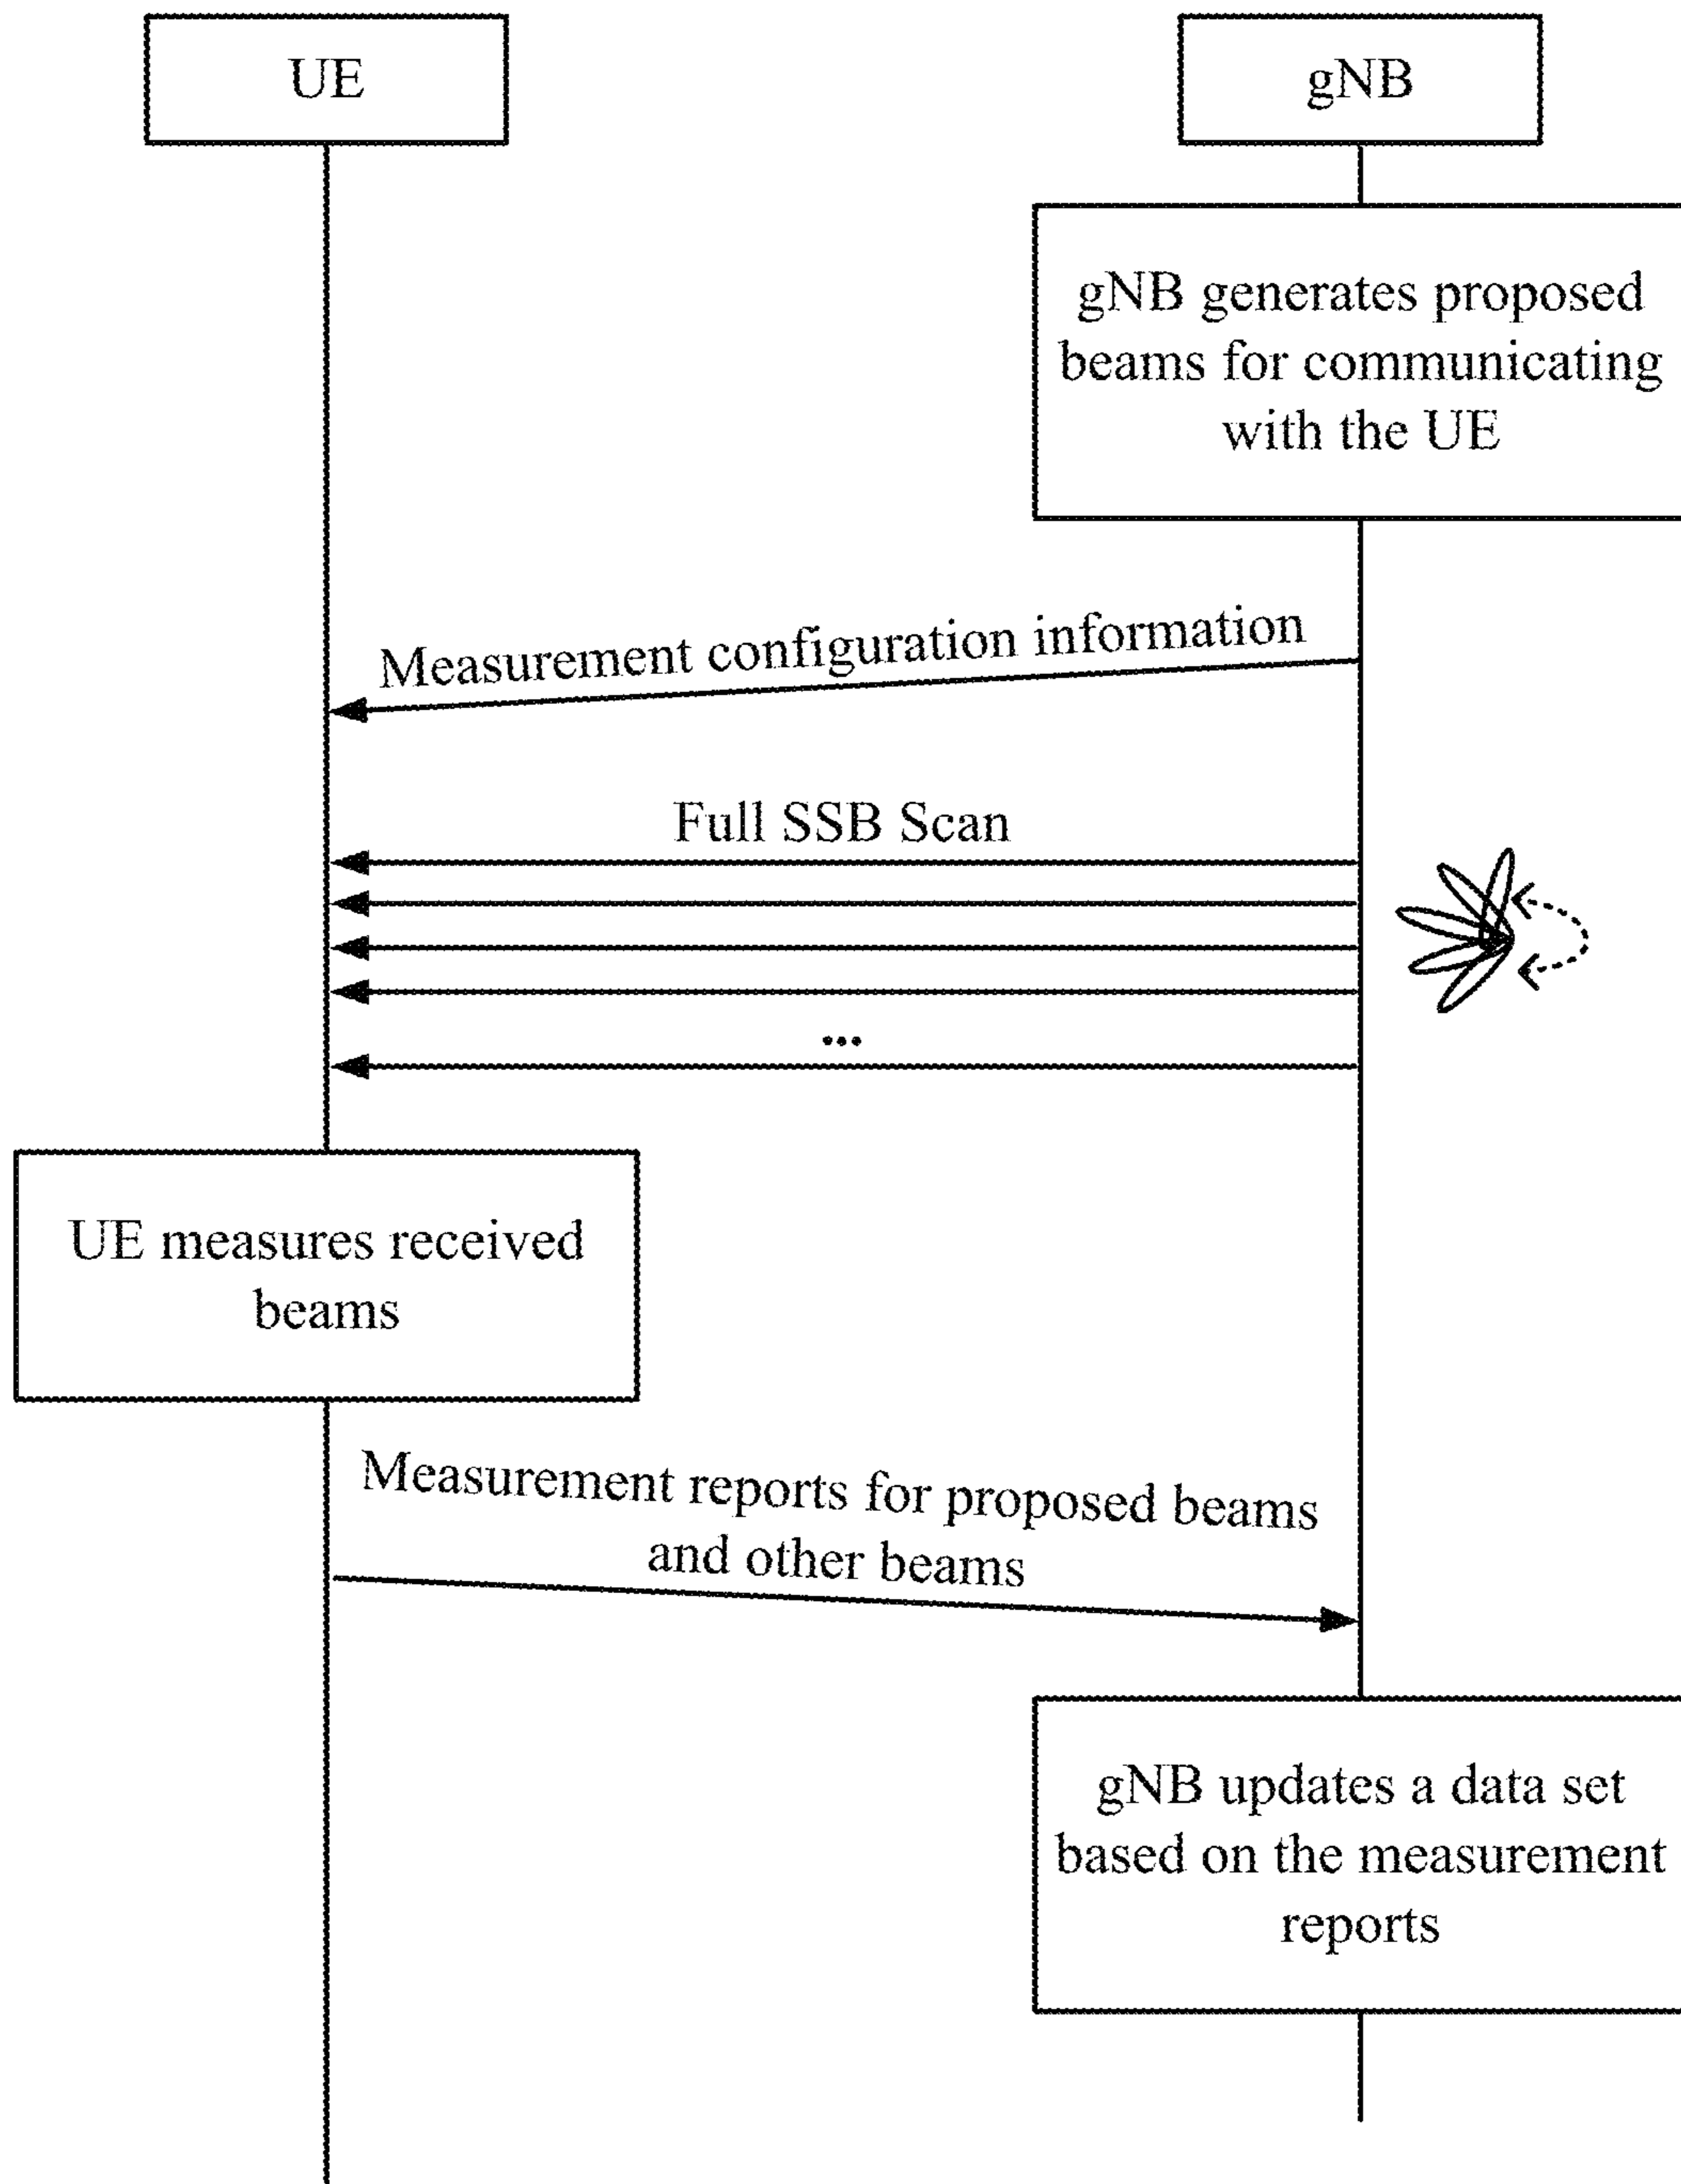 UE
gNB
gNB generates proposed
beams for communicating
with the UE
Measurement configuration information
Full SSB Scan
...
UE measures received
beams
Measurement reports for proposed beams
and other beams
gNB updates a data set
based on the measurement
reports